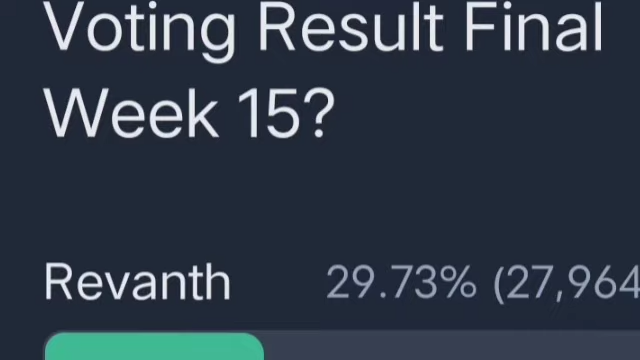 Voting Result Final
Week 15?
Revanth 29.73% (27,964